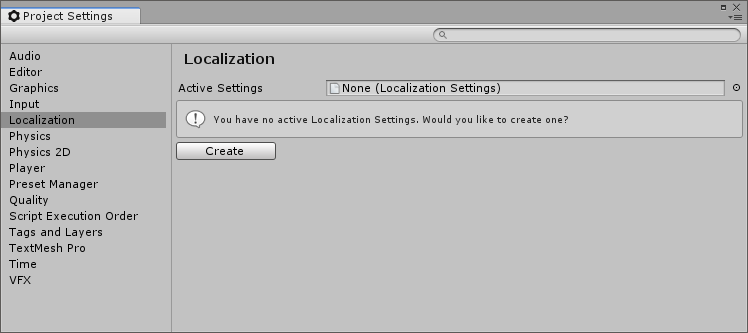 Project Settings
Audio
Editor
Graphics
Input
Localization
Physics
Physics 2D
Player
Preset Manager
Quality
Script Execution Order
Tags and Layers
TextMesh Pro
Time
VFX
Localization
Active Settings
None (Localization Settings)
You have no active Localization Settings. Would you like to create one?
Create